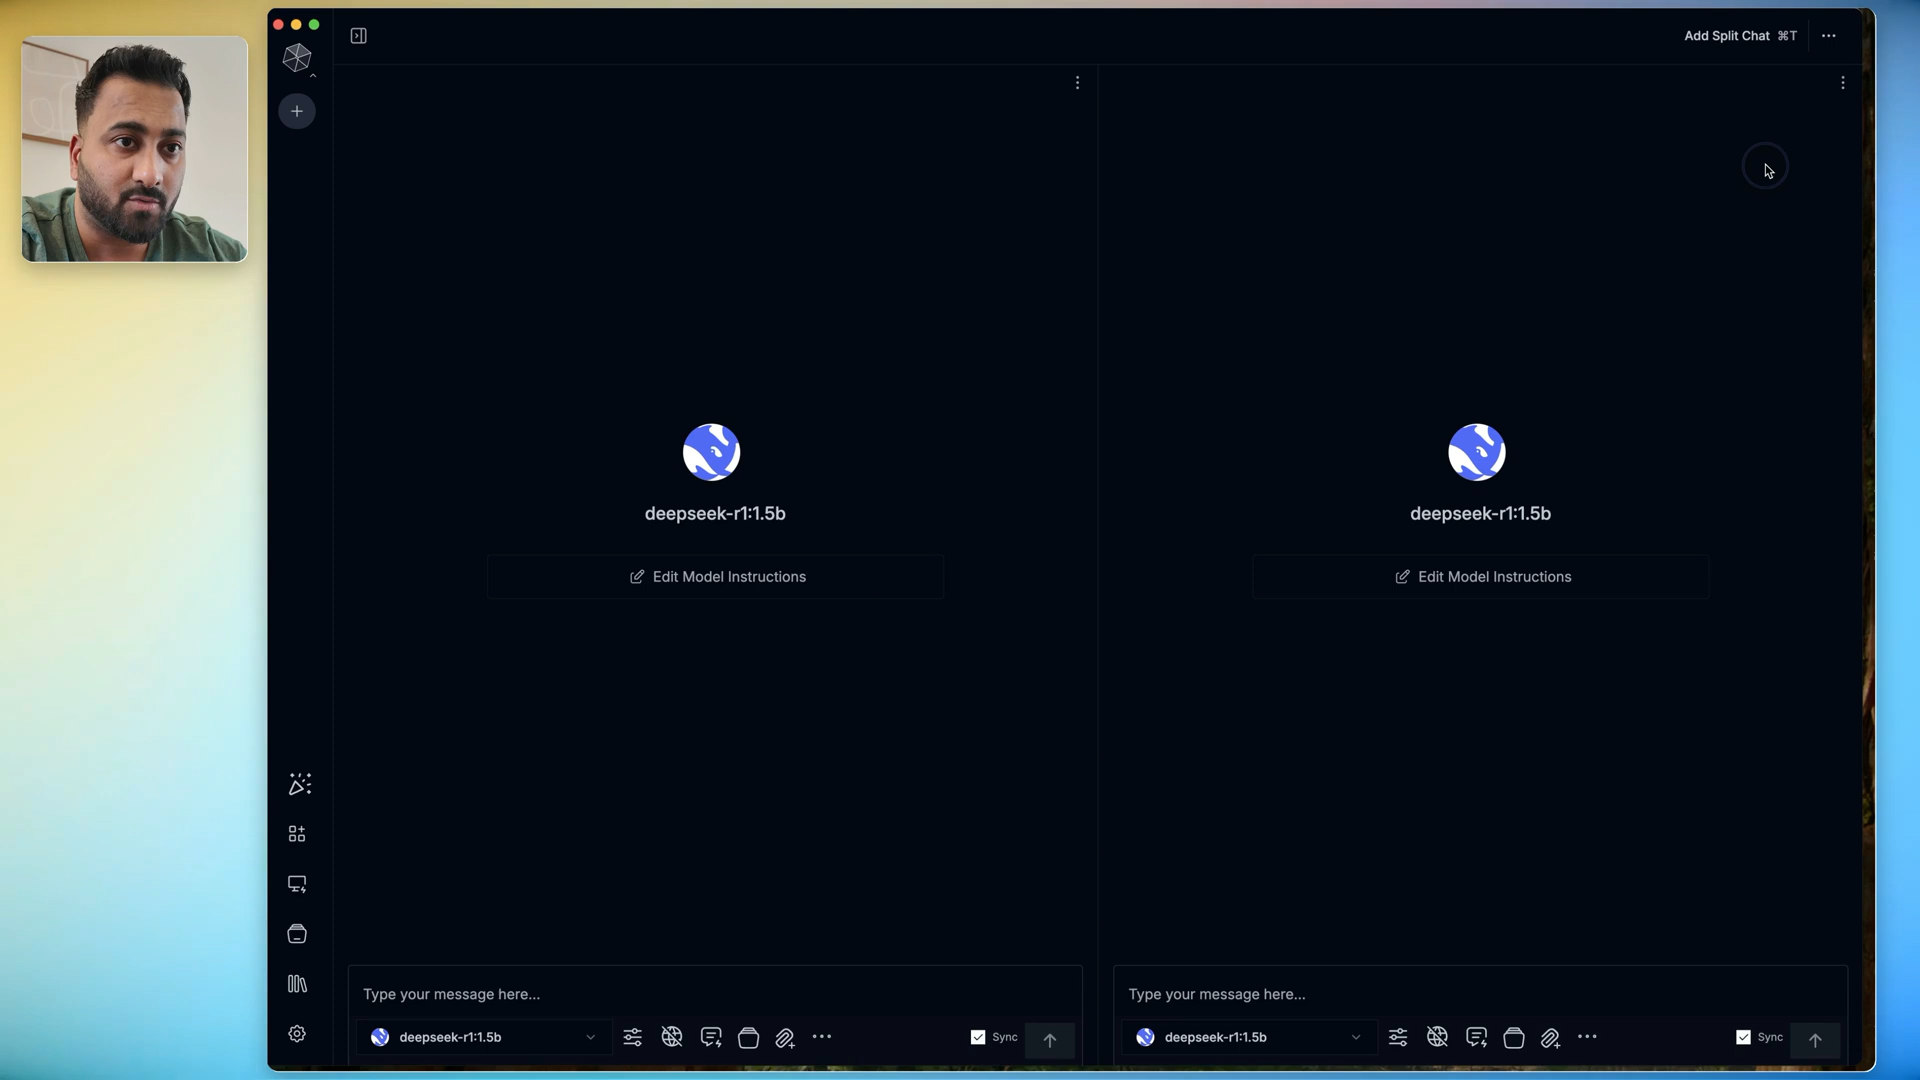 Add Split Chat ⌘T
deepseek-r1:1.5b
Edit Model Instructions
Type your message here...
deepseek-r1:1.5b
Sync
deepseek-r1:1.5b
Edit Model Instructions
Type your message here...
deepseek-r1:1.5b
Sync